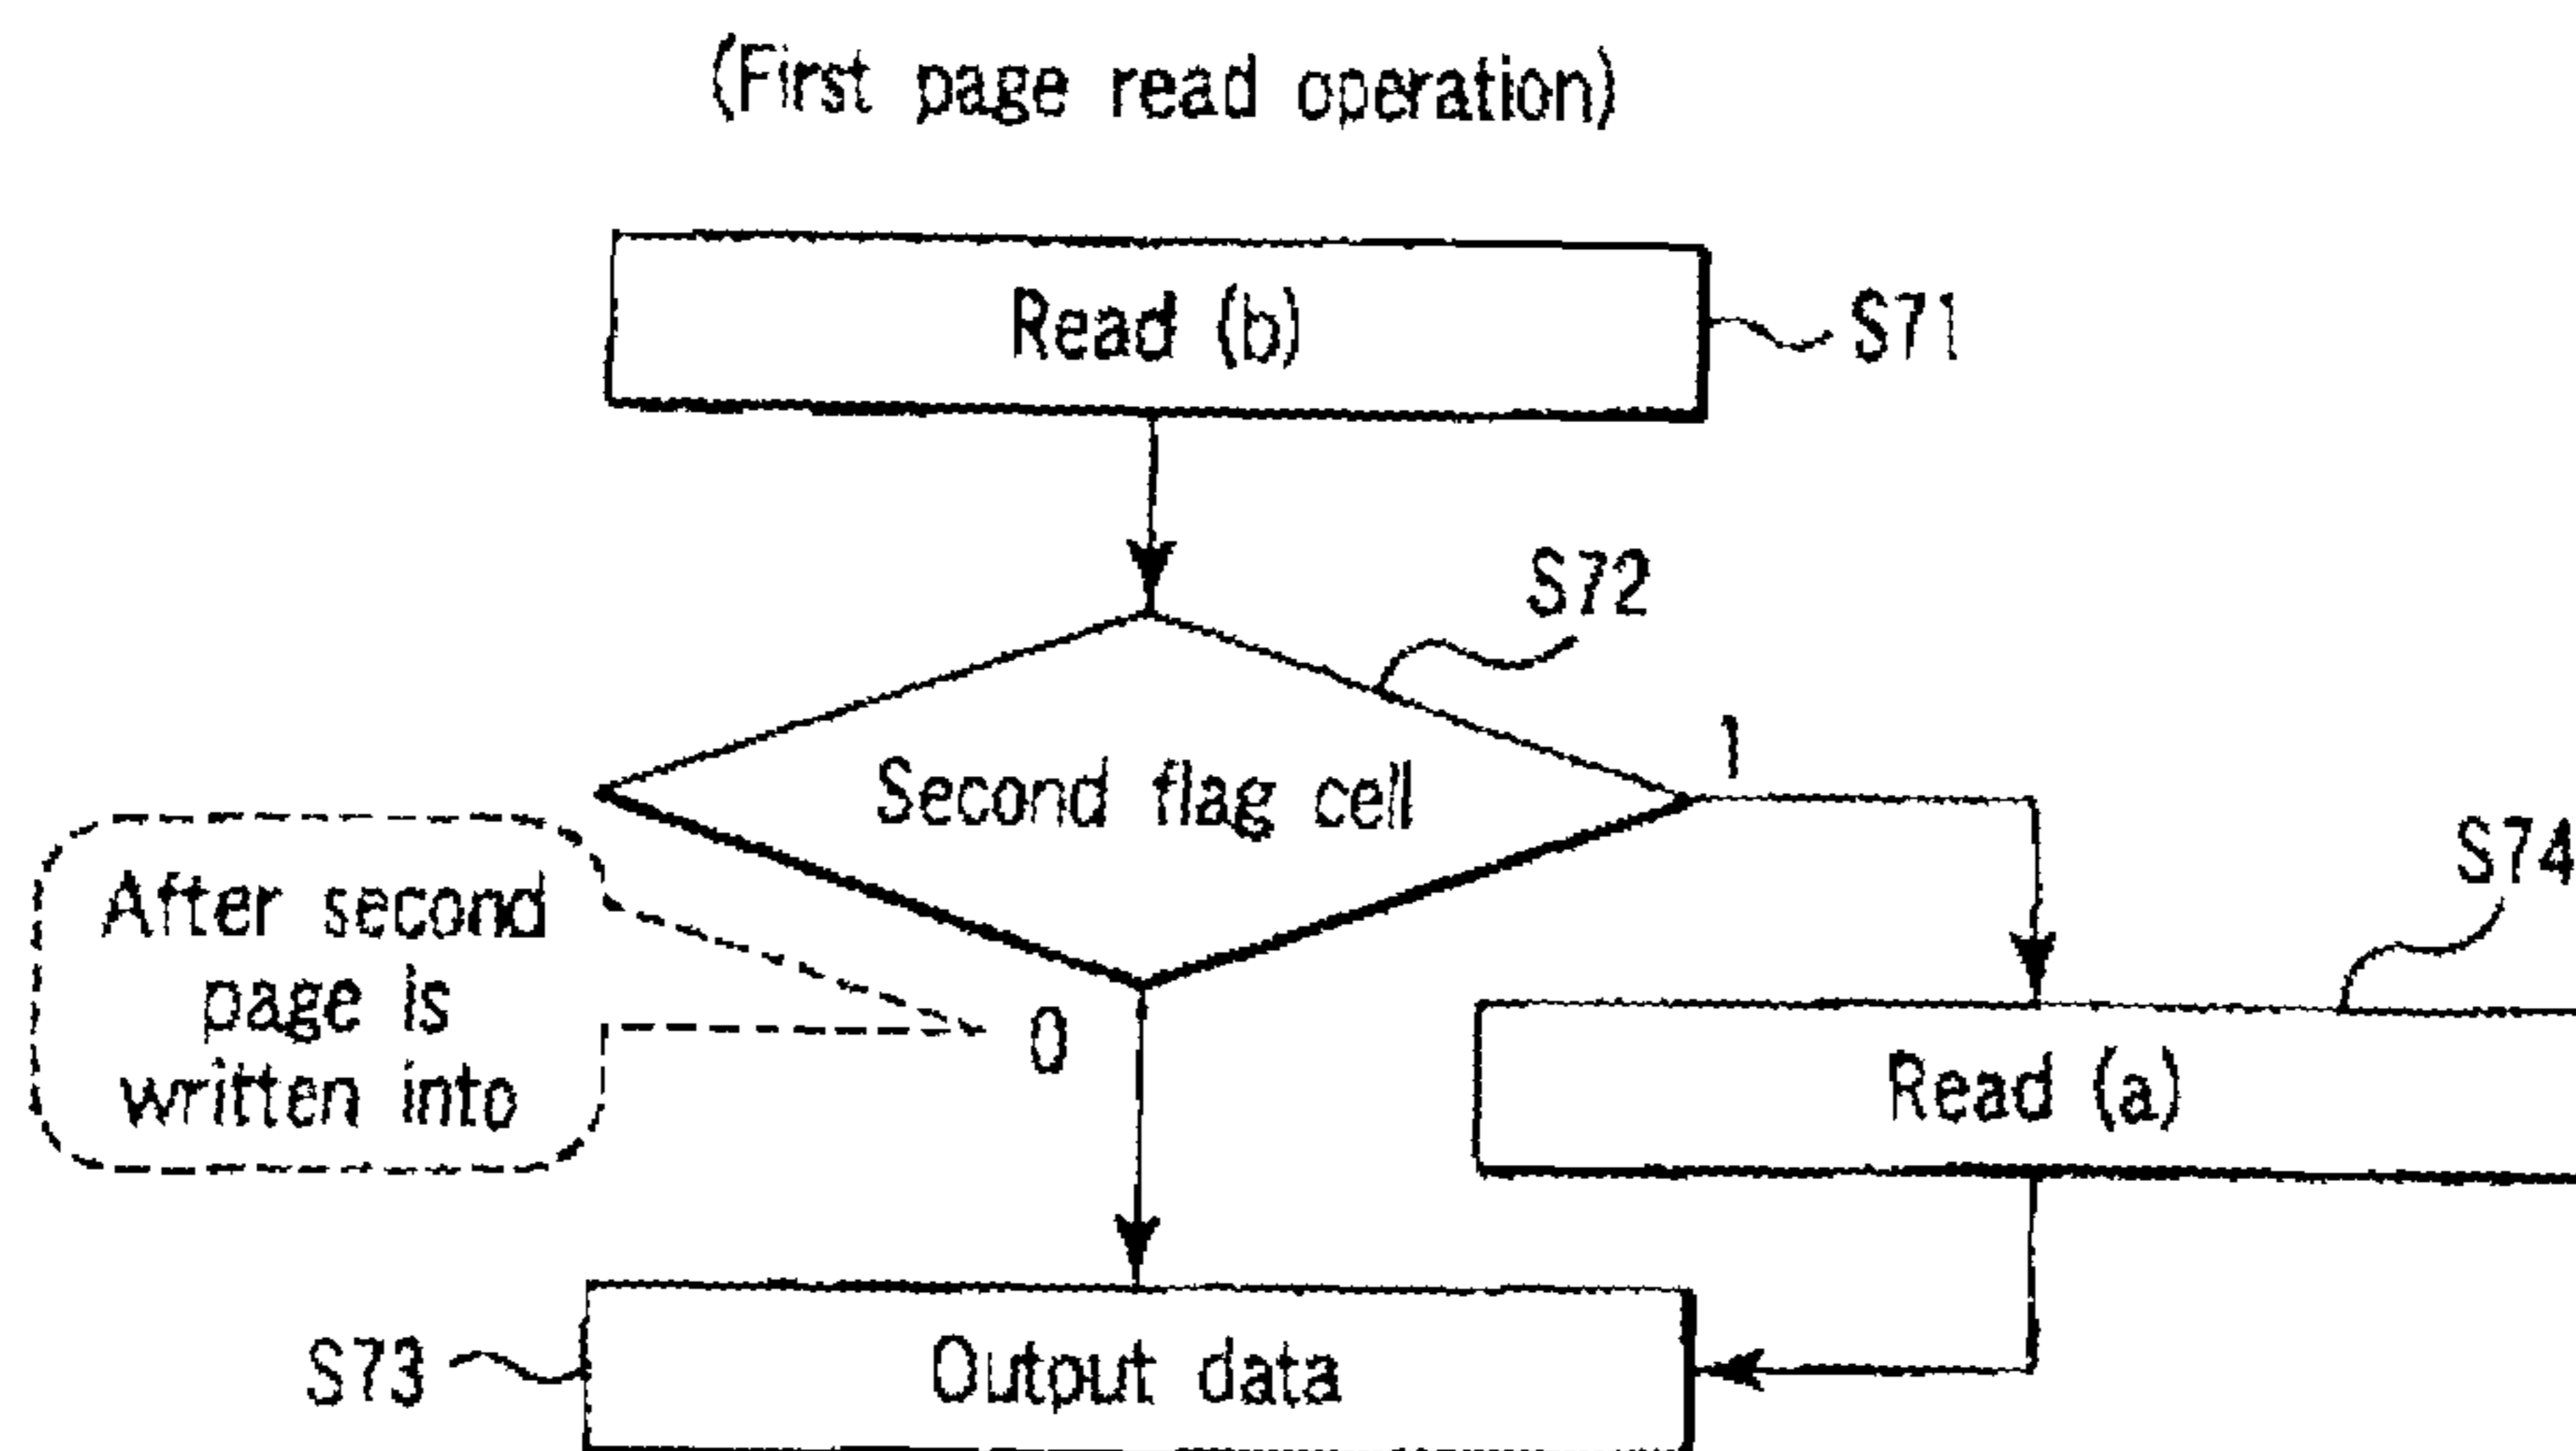 (First page read operation)
Read (b)
S71
S72
Second flag cell
1
S74
After second
page is
written into
0
Read (a)
S73
Output data